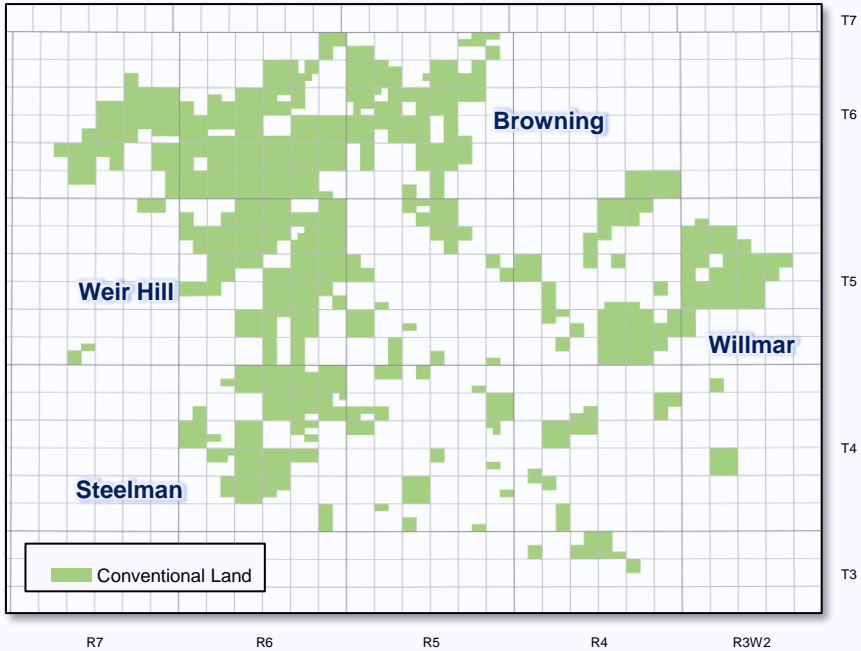 T7
T6
Browning
T5
Weir Hill
Willmar
T4
Steelman
Conventional Land
T3
R7
R6
R5
R4
R3W2